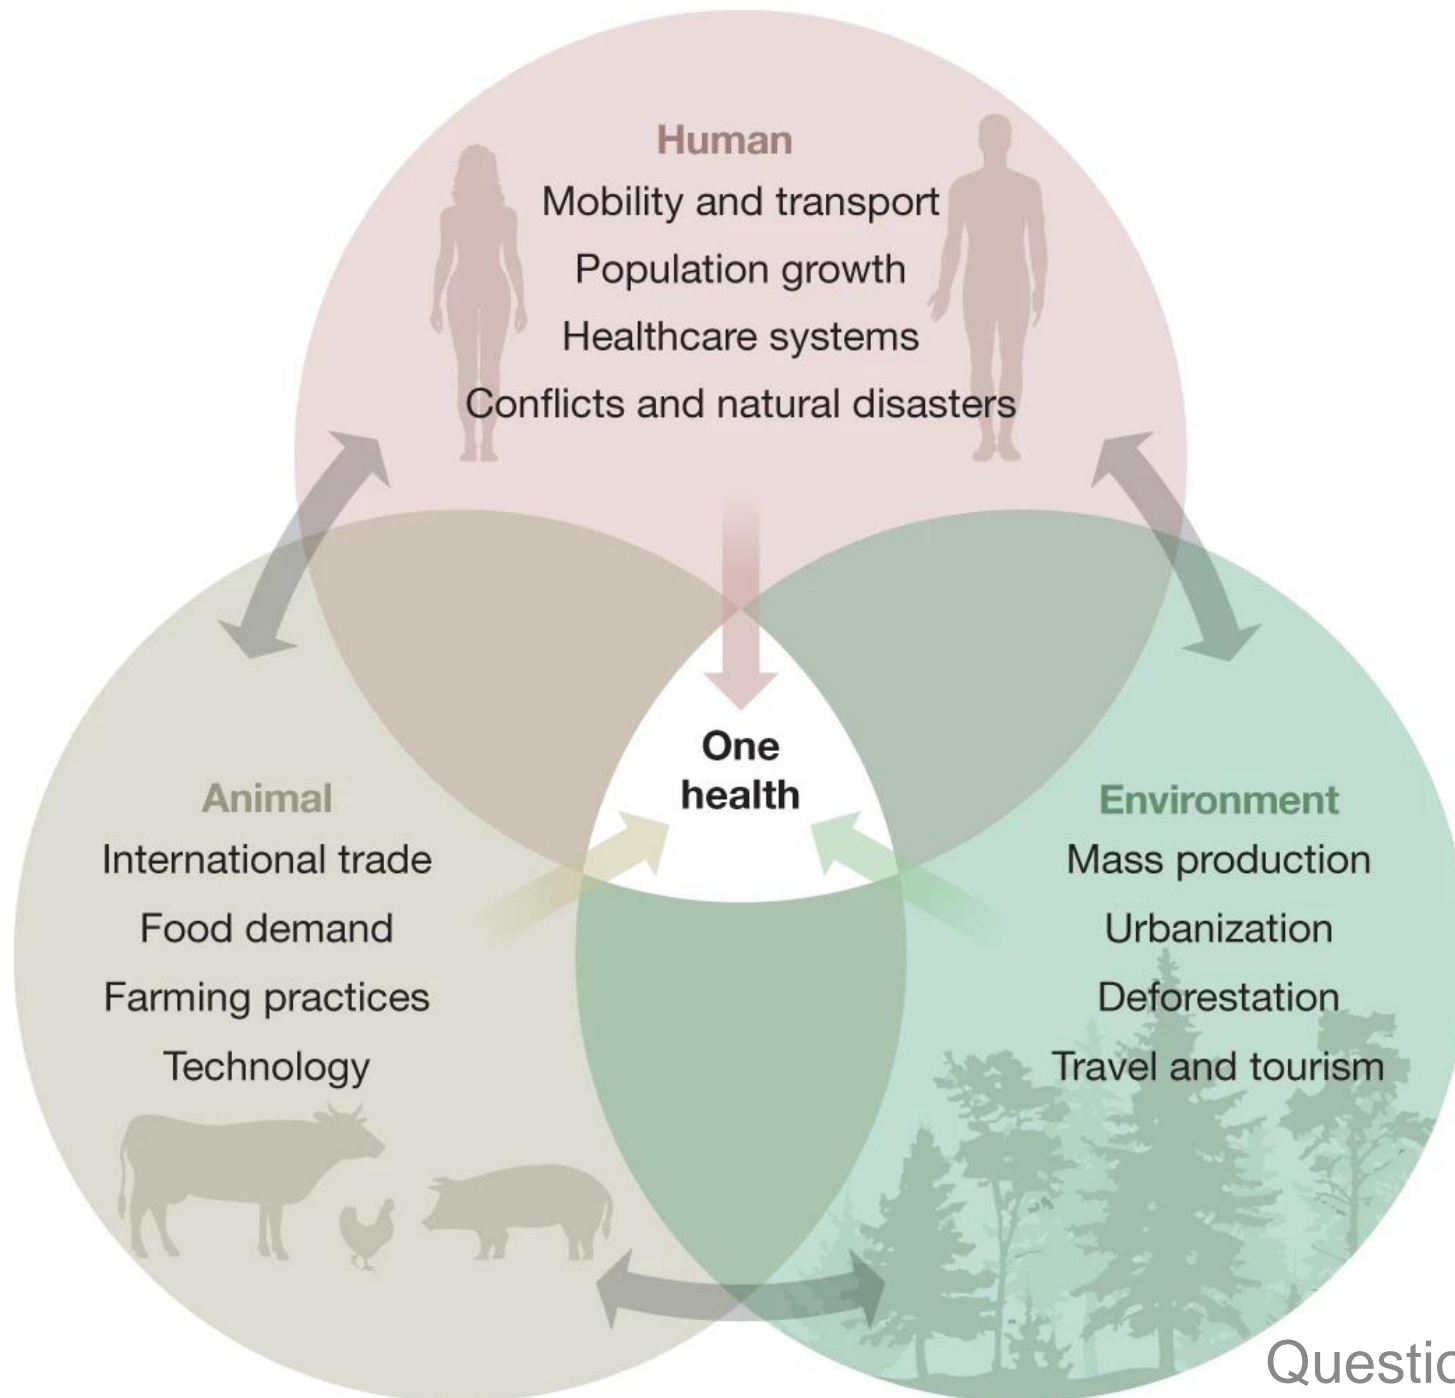 Human
Mobility and transport
Population growth
Healthcare systems
Conflicts and natural disasters
One
health
Animal
International trade
Food demand
Farming practices
Technology
Environment
Mass production
Urbanization
Deforestation
Travel and tourism